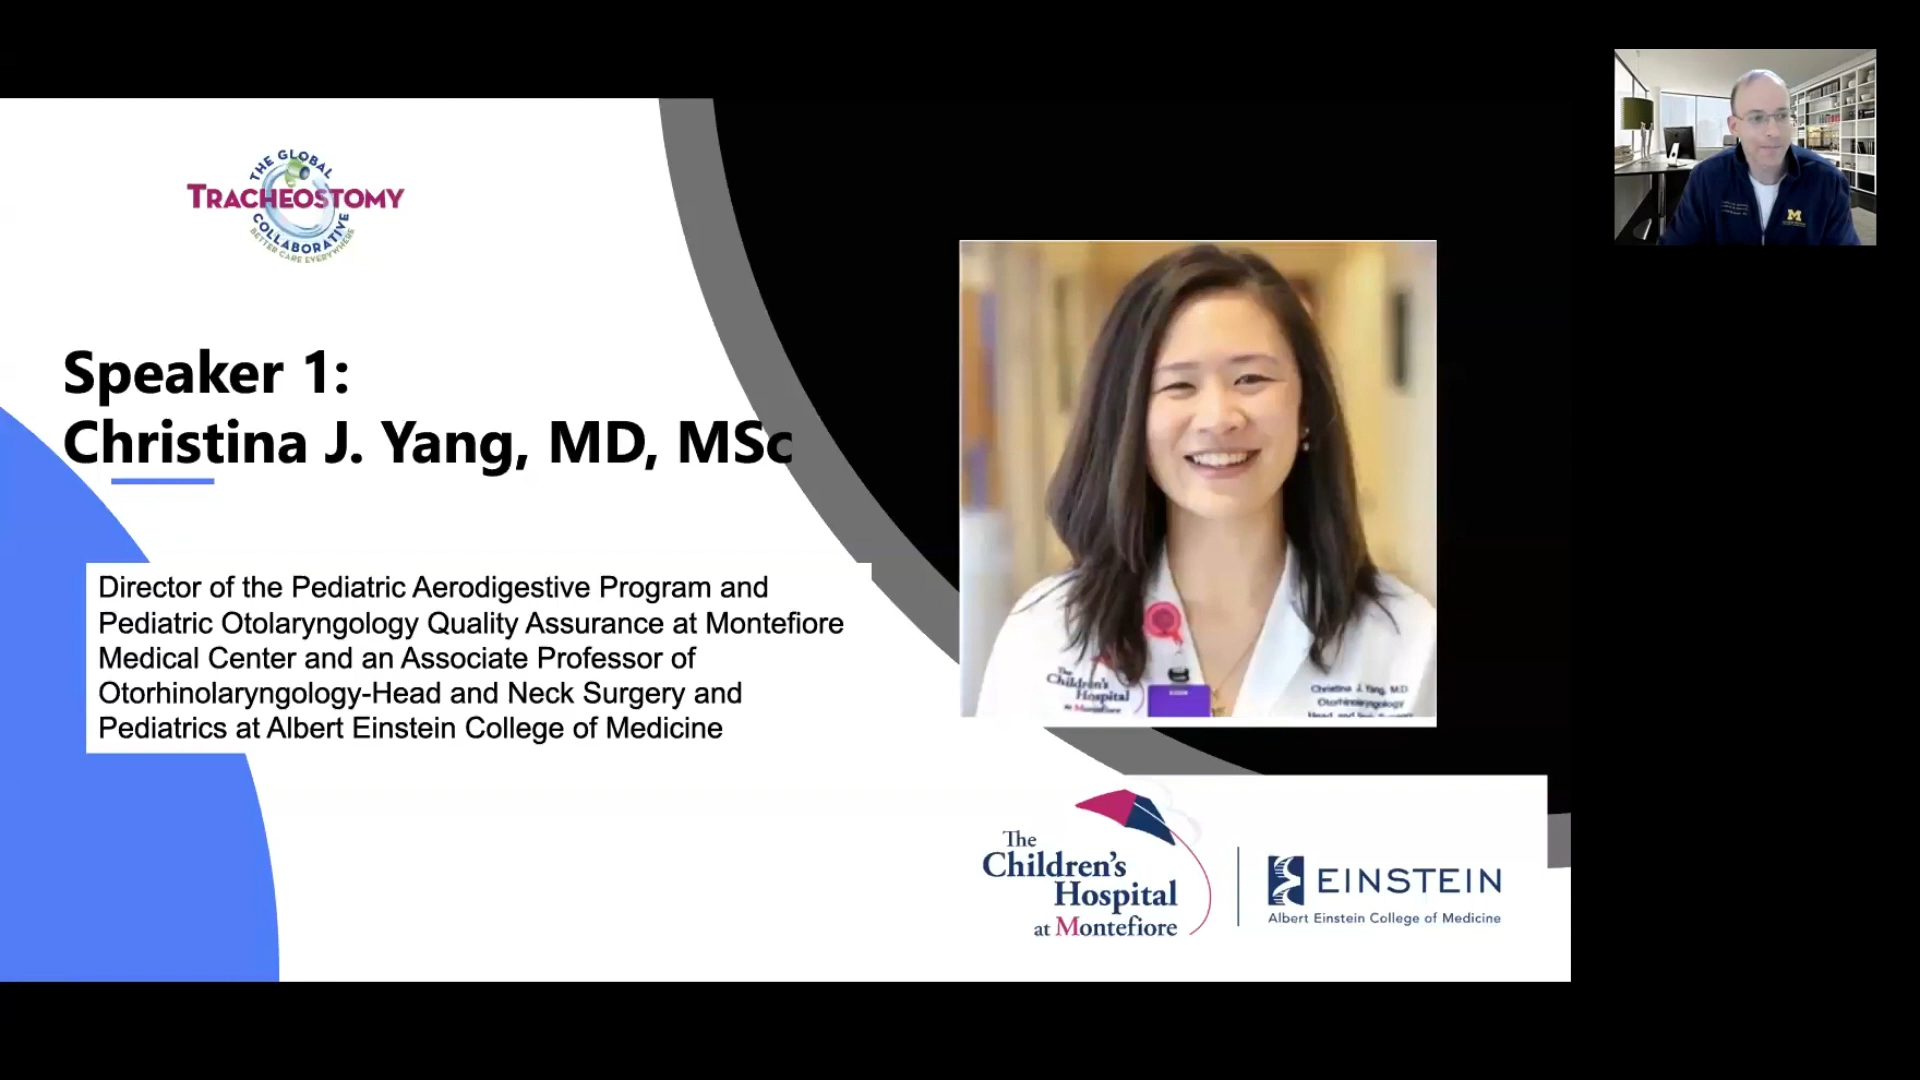 THE GLOBAL
TRACHEOSTOMY
COLLABORATIVE
BETTER CARE EVERYWHERE
Speaker 1:
Christina J. Yang, MD, MSc
Director of the Pediatric Aerodigestive Program and
Pediatric Otolaryngology Quality Assurance at Montefiore
Medical Center and an Associate Professor of
Otorhinolaryngology-Head and Neck Surgery and
Pediatrics at Albert Einstein College of Medicine
The
Children's
Hospital
at Montefiore
Christina J. Yang, M.D.
Otorhinolaryngology
The
Children's
Hospital
at Montefiore
EINSTEIN
Albert Einstein College of Medicine
M